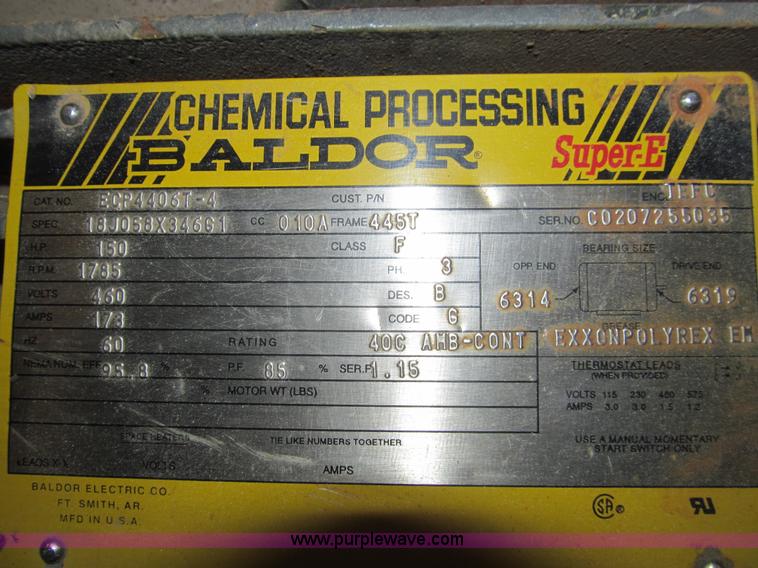 CHEMICAL PROCESSING
BALDOR® Super-E
CAT. NO. ECP4406T-4 CUST. P/N ENC. TEFC
SPEC. 18J058X346G1 CC 010A FRAME 445T SER. NO. C0207255035
H.P. 150 CLASS F BEARING SIZE
R.P.M. 1785 PH. 3 OPP. END DRIVE END
VOLTS 460 DES. B 6314 6319
AMPS 173 CODE G GREASE
HZ 60 RATING 40C AMB-CONT EXXONPOLYREX EM
NEMA NOM. EFF. 95.8 % P.F. 85 % SER.F. 1.15 THERMOSTAT LEADS
(WHEN PROVIDED)
% MOTOR WT (LBS) VOLTS 115 230 460 575
AMPS 3.0 3.0 1.5 1.2
SPACE HEATERS TIE LIKE NUMBERS TOGETHER USE A MANUAL MOMENTARY
START SWITCH ONLY
LEADS VOLTS AMPS
BALDOR ELECTRIC CO.
FT. SMITH, AR.
MFD IN U.S.A.
SA®
www.purplewave.com